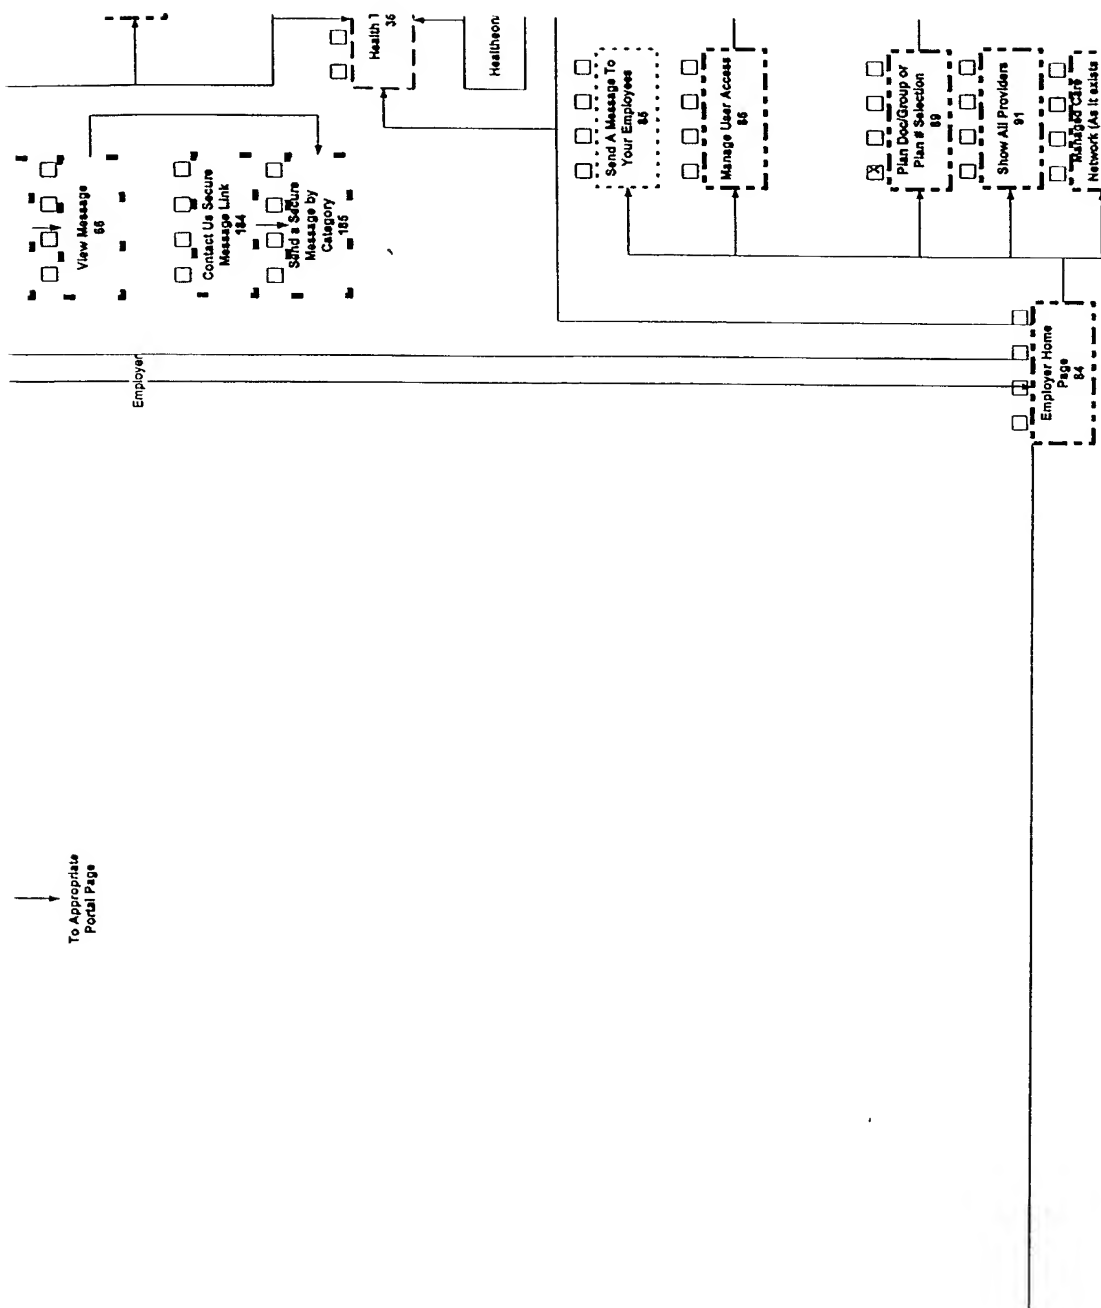 View Message
66
Contact Us Secure
Message Link
184
Send a Secure
Message by
Category
185
Employer
Health
36
Healtheon
Send A Message To
Your Employees
85
Manage User Access
86
Plan Doc/Group or
Plan # Selection
89
Show All Providers
91
Managed Care
Network (As it exists
Employer Home
Page
84
To Appropriate
Portal Page